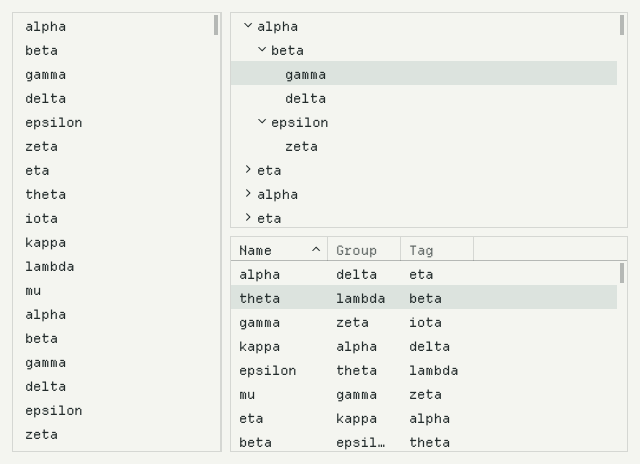 alpha
beta
gamma
delta
epsilon
zeta
eta
theta
iota
kappa
lambda
mu
alpha
beta
gamma
delta
epsilon
zeta
alpha
beta
gamma
delta
epsilon
zeta
eta
alpha
eta
Name Group Tag
alpha delta eta
theta lambda beta
gamma zeta iota
kappa alpha delta
epsilon theta lambda
mu gamma zeta
eta kappa alpha
beta epsil… theta